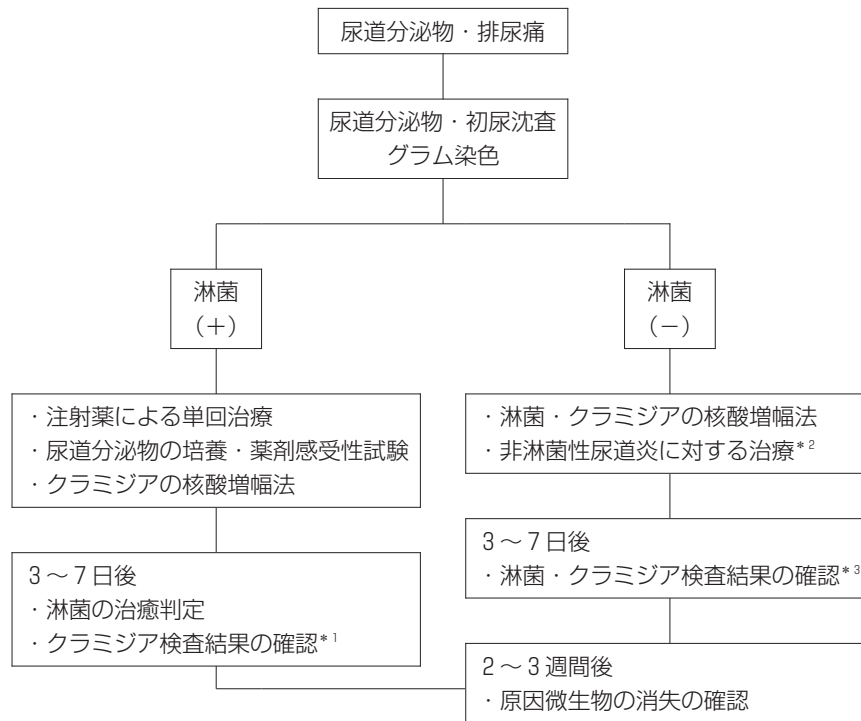 尿道分泌物・排尿痛
尿道分泌物・初尿沈査
グラム染色
淋菌
（＋）
淋菌
（－）
・注射薬による単回治療
・尿道分泌物の培養・薬剤感受性試験
・クラミジアの核酸増幅法
・淋菌・クラミジアの核酸増幅法
・非淋菌性尿道炎に対する治療*2
3～7日後
・淋菌の治癒判定
・クラミジア検査結果の確認*1
3～7日後
・淋菌・クラミジア検査結果の確認*3
2～3週間後
・原因微生物の消失の確認